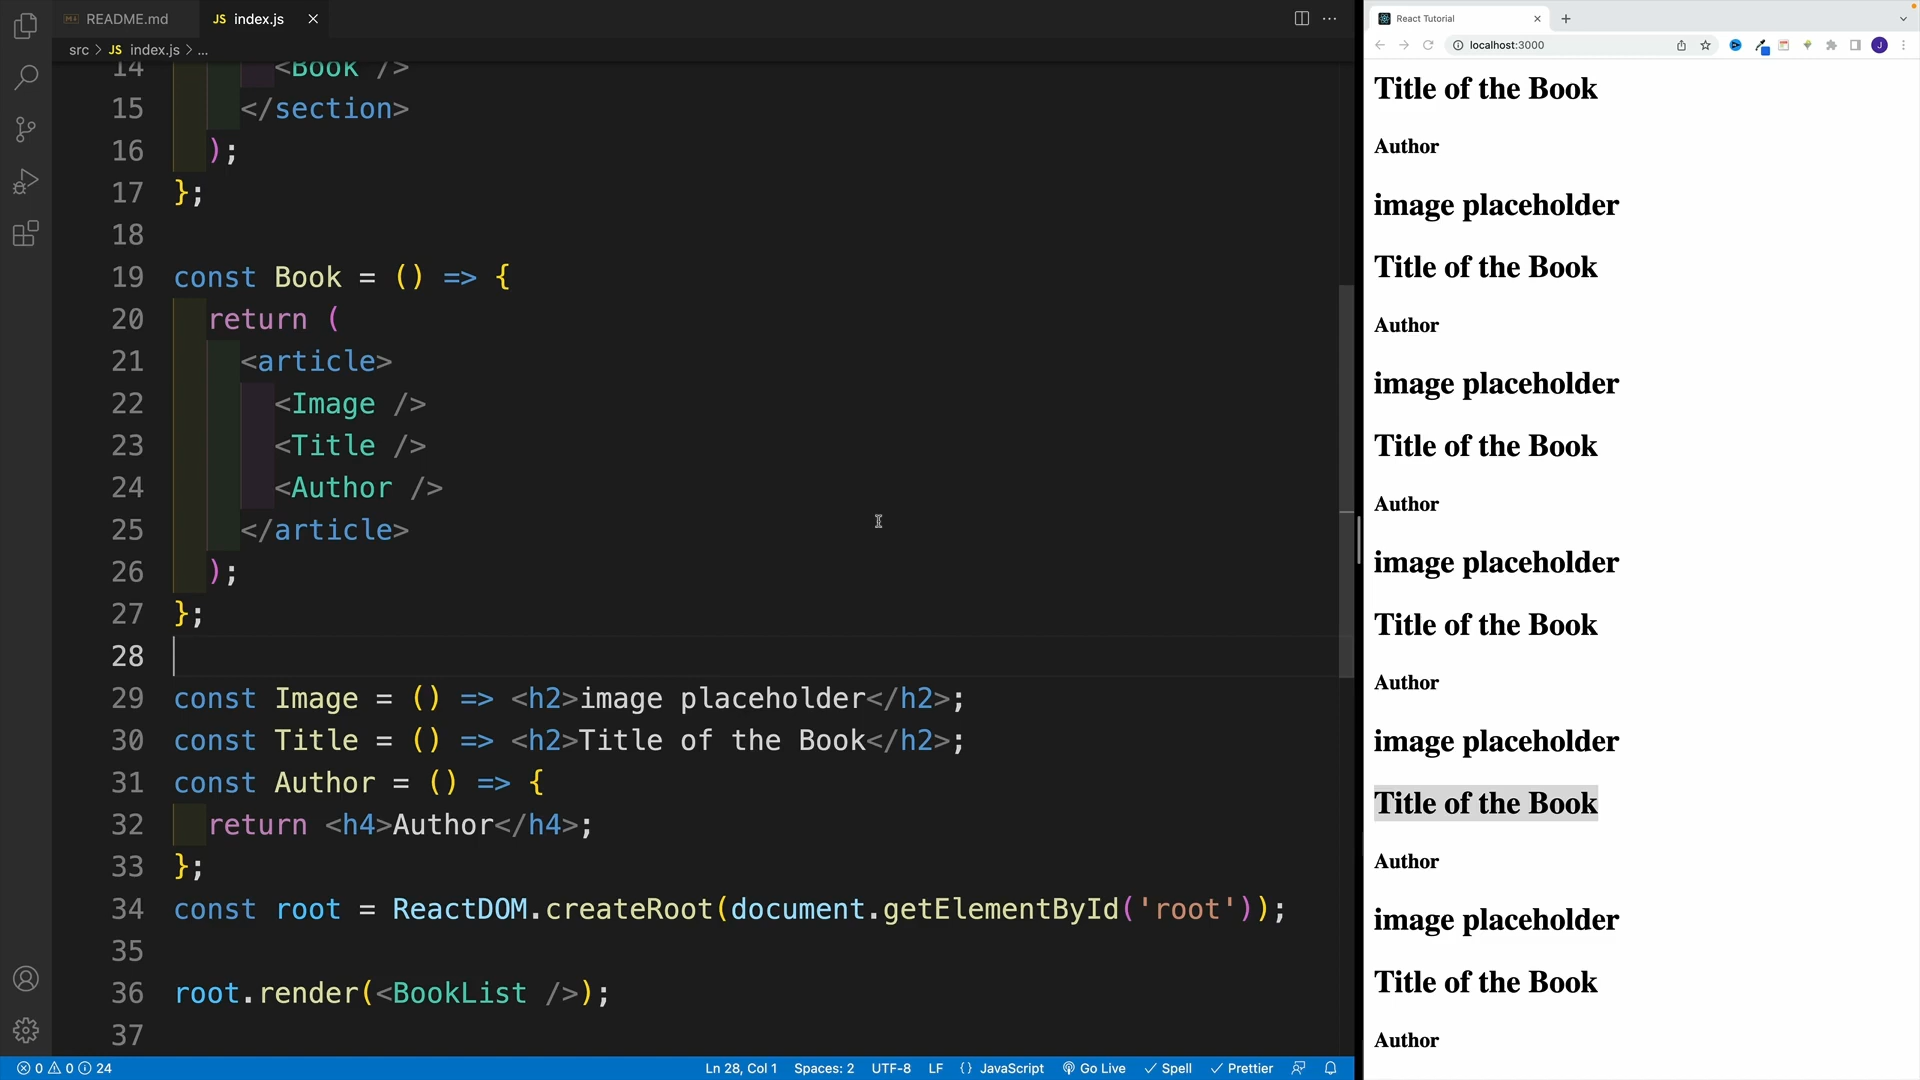 README.md
JS index.js
src > JS index.js > ...
14 <Book />
15 </section>
16 );
17 };
18
19 const Book = () => {
20 return (
21 <article>
22 <Image />
23 <Title />
24 <Author />
25 </article>
26 );
27 };
28
29 const Image = () => <h2>image placeholder</h2>;
30 const Title = () => <h2>Title of the Book</h2>;
31 const Author = () => {
32 return <h4>Author</h4>;
33 };
34 const root = ReactDOM.createRoot(document.getElementById('root'));
35
36 root.render(<BookList />);
37
0 0 24
Ln 28, Col 1 Spaces: 2 UTF-8 LF {} JavaScript Go Live Spell Prettier
React Tutorial
localhost:3000
J
Title of the Book
Author
image placeholder
Title of the Book
Author
image placeholder
Title of the Book
Author
image placeholder
Title of the Book
Author
image placeholder
Title of the Book
Author
image placeholder
Title of the Book
Author